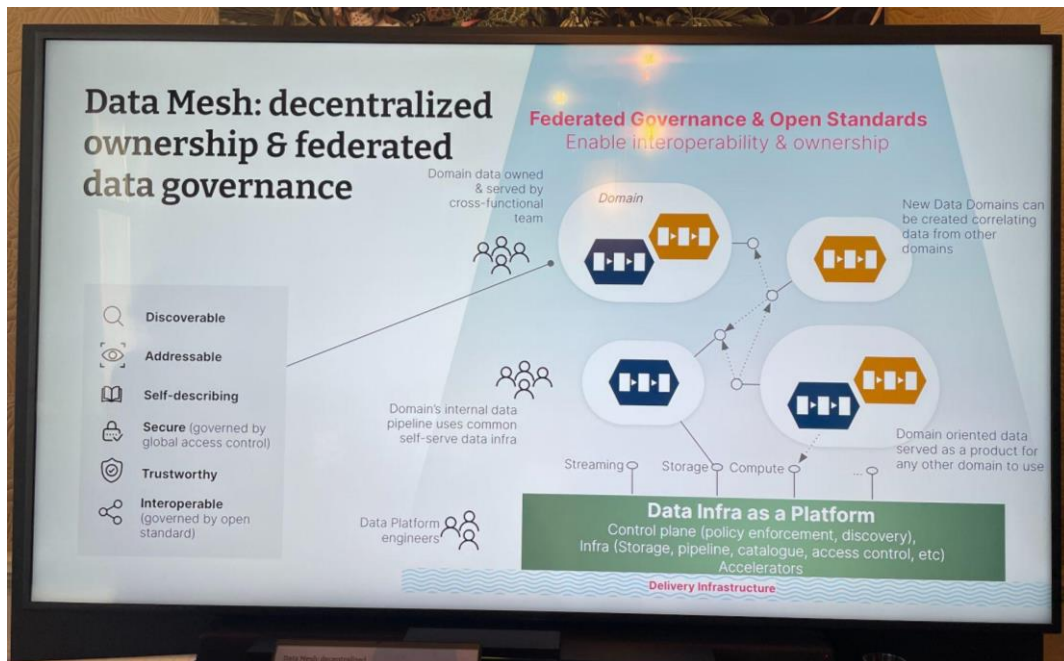 Data Mesh: decentralized
ownership & federated
data governance
Federated Governance & Open Standards
Enable interoperability & ownership
Domain data owned
& served by
cross-functional
team
Domain
New Data Domains can
be created correlating
data from other
domains
Discoverable
Addressable
Self-describing
Secure (governed by
global access control)
Trustworthy
Interoperable
(governed by open
standard)
Domain's internal data
pipeline uses common
self-serve data infra
Domain oriented data
served as a product for
any other domain to use
Streaming
Storage
Compute
...
Data Platform
engineers
Data Infra as a Platform
Control plane (policy enforcement, discovery),
Infra (Storage, pipeline, catalogue, access control, etc)
Accelerators
Delivery Infrastructure
Data Mesh: decentralized